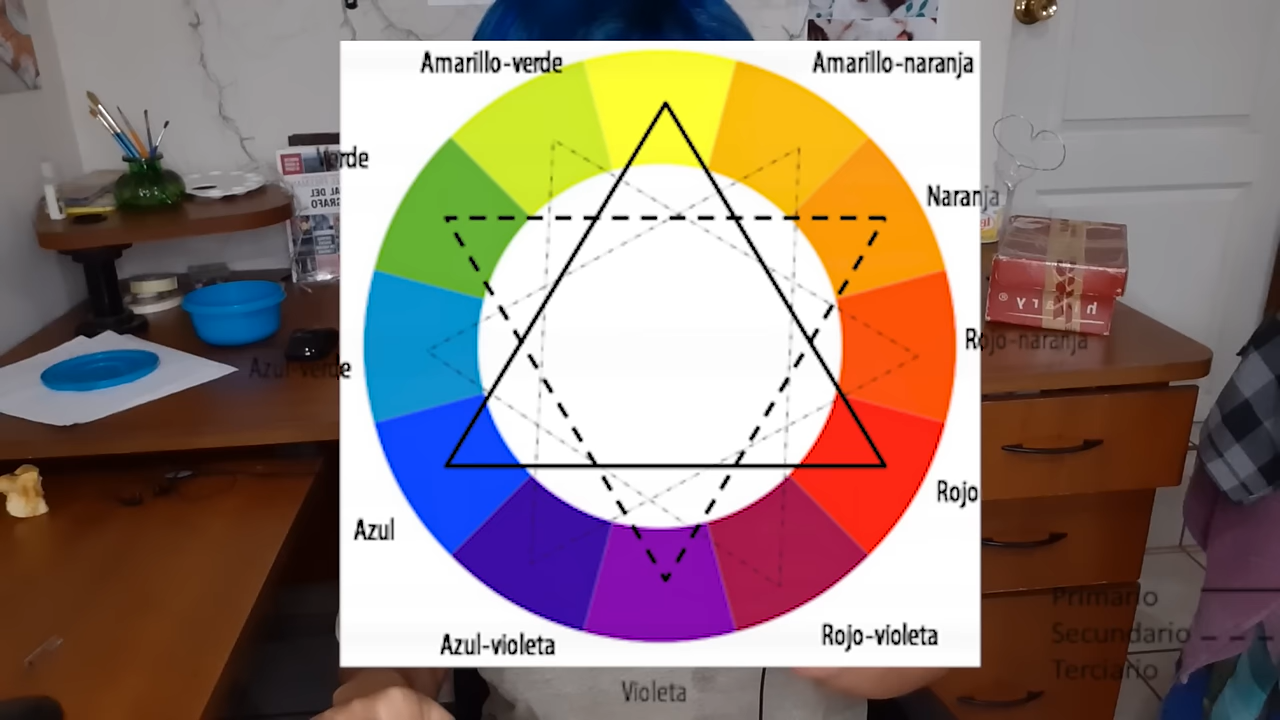 Amarillo-verde
Amarillo-naranja
Verde
Naranja
Rojo-naranja
Azul-verde
Rojo
Azul
Azul-violeta
Rojo-violeta
Violeta
Primario
Secundario
Terciario